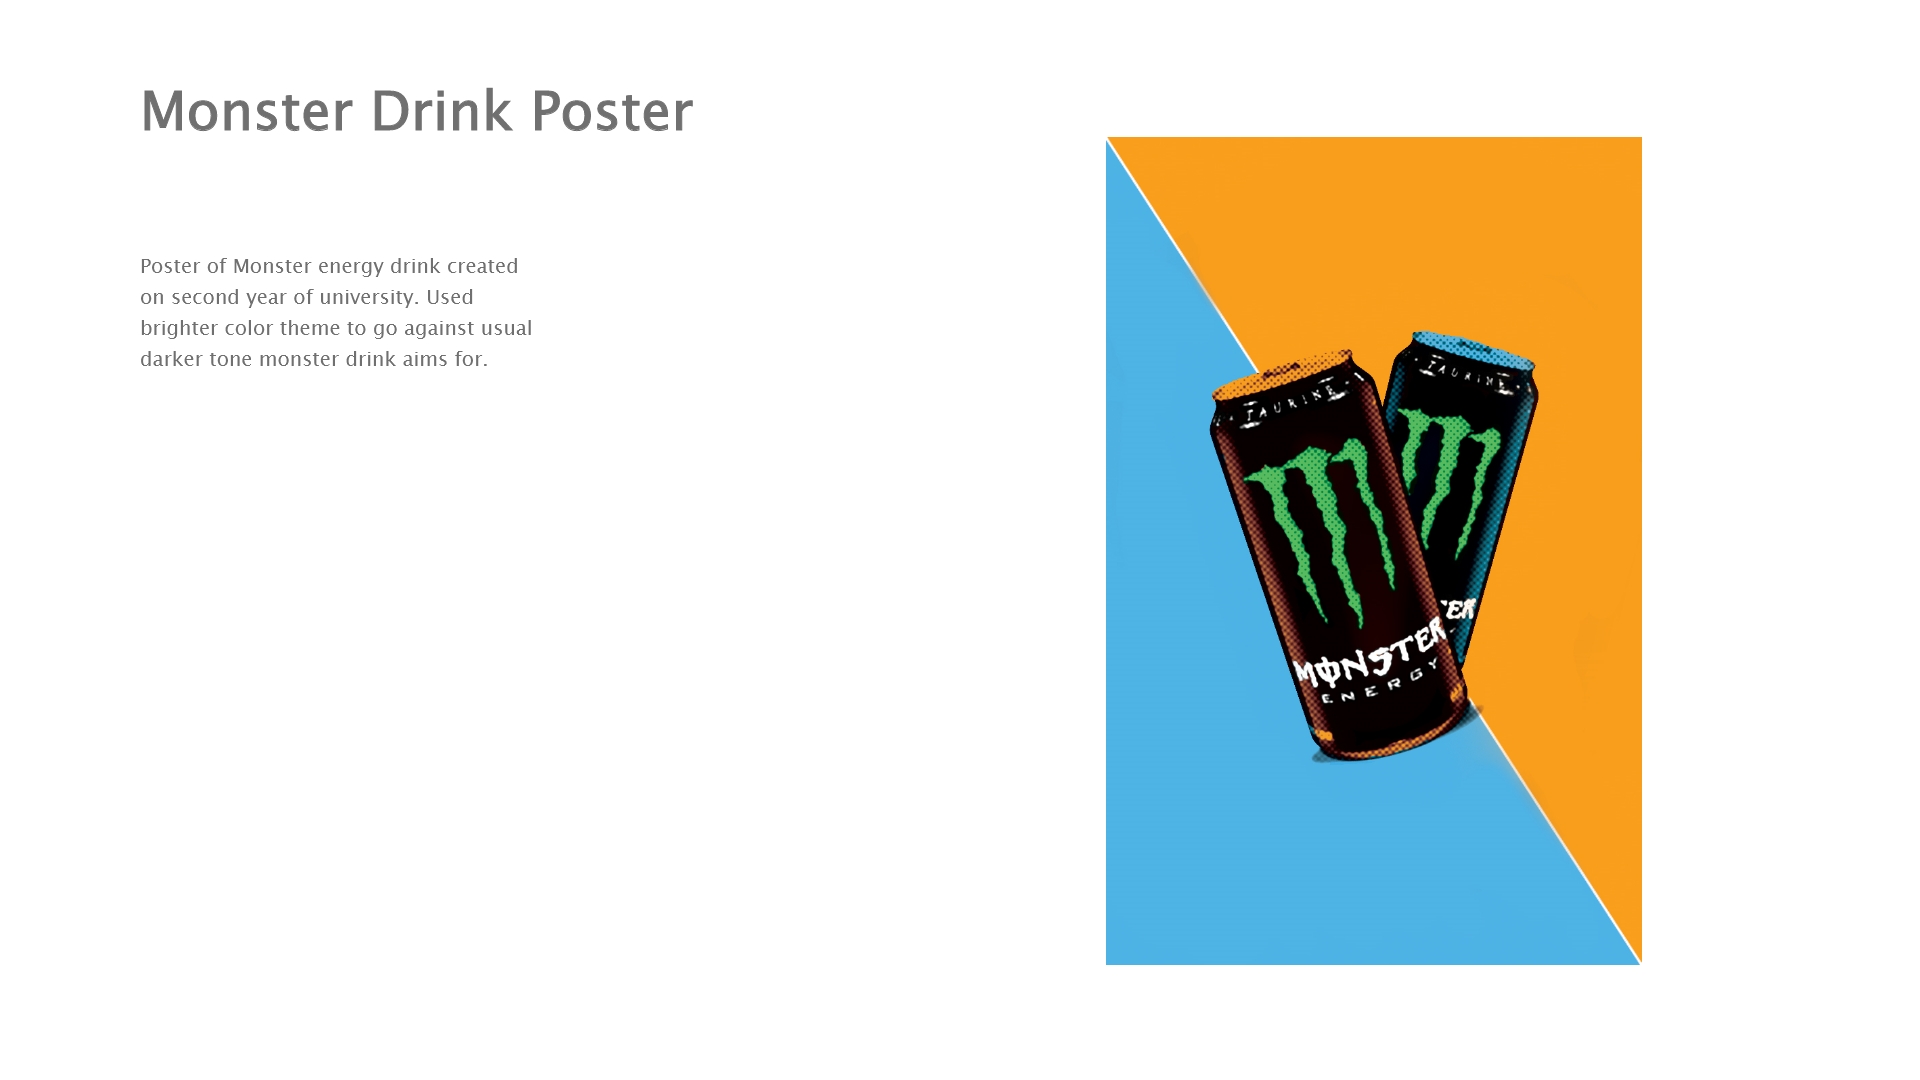 Monster Drink Poster
Poster of Monster energy drink created
on second year of university. Used
brighter color theme to go against usual
darker tone monster drink aims for.
TAURINE
TAURINE
TER
MONSTER
ENERGY